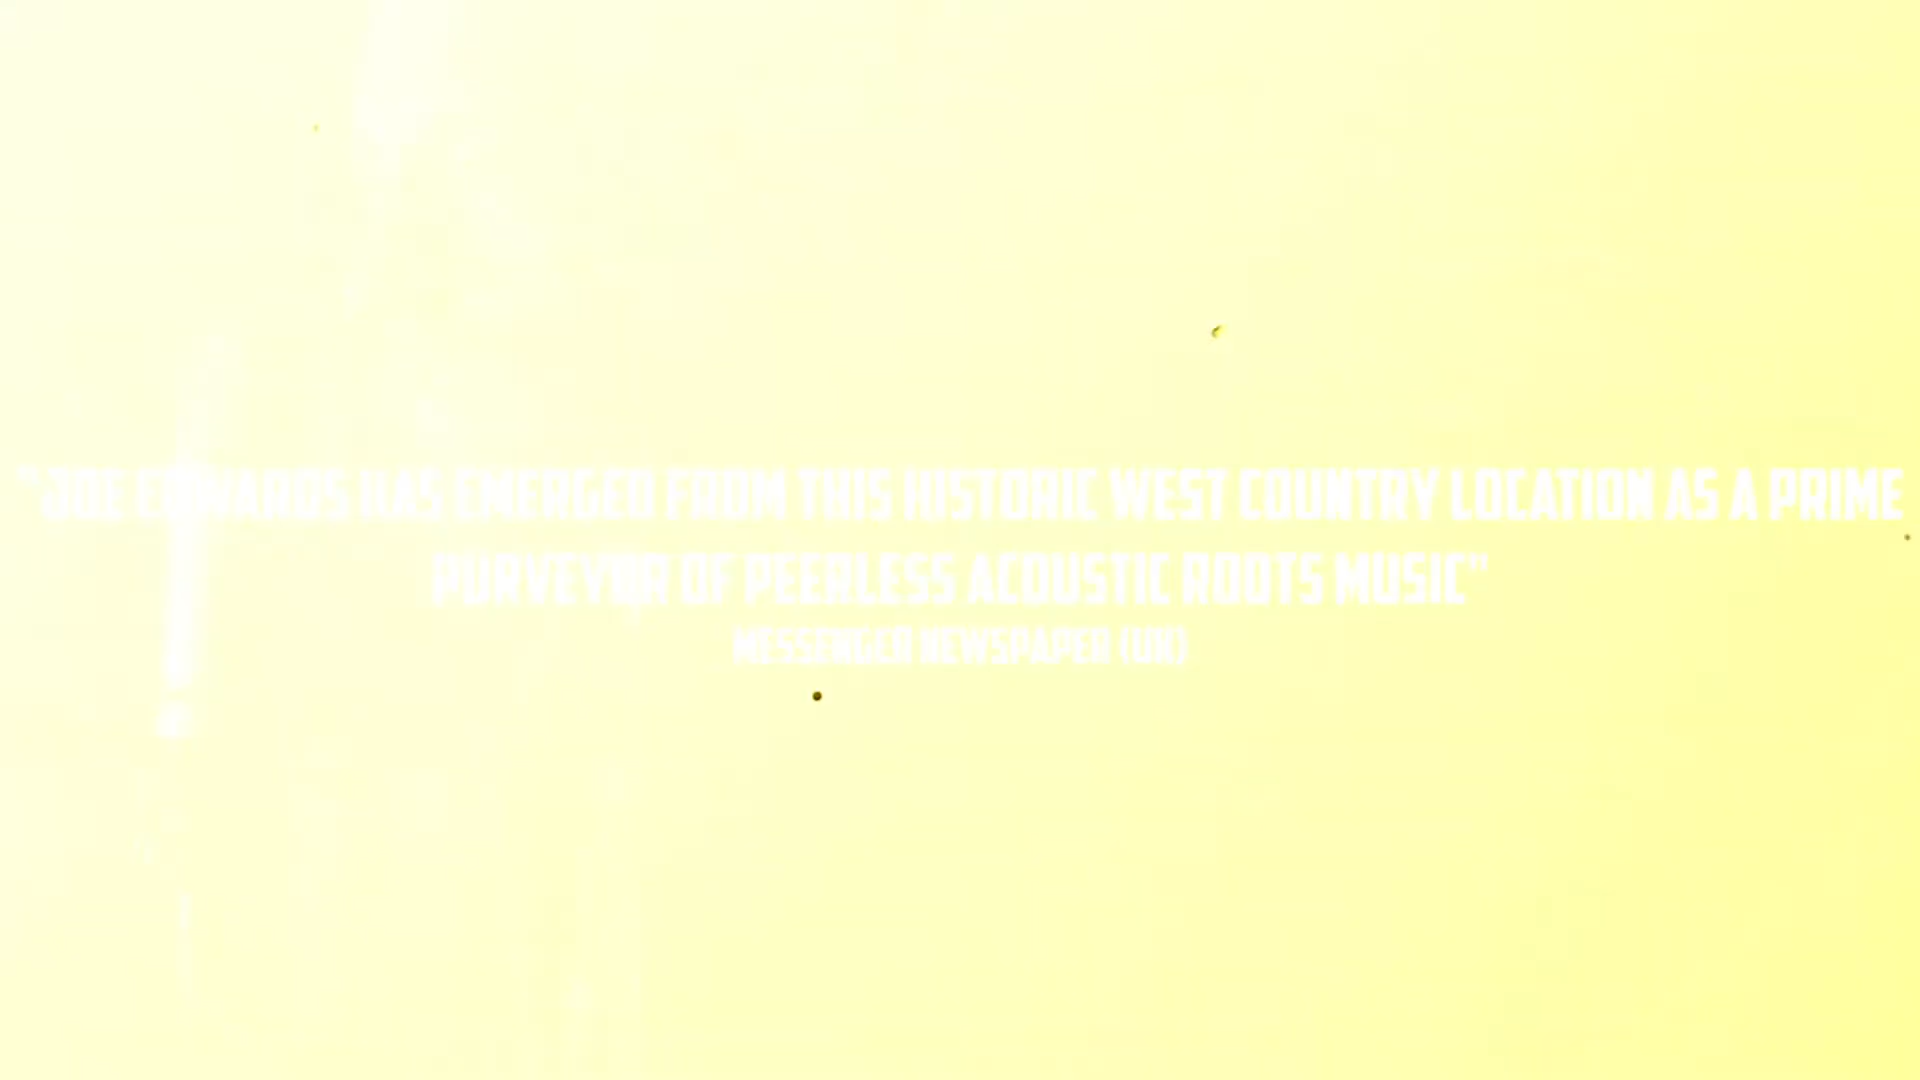 "JOE EDWARDS HAS EMERGED FROM THIS HISTORIC WEST COUNTRY LOCATION AS A PRIME
PURVEYOR OF PEERLESS ACOUSTIC ROOTS MUSIC"
MESSENGER NEWSPAPER (UK)